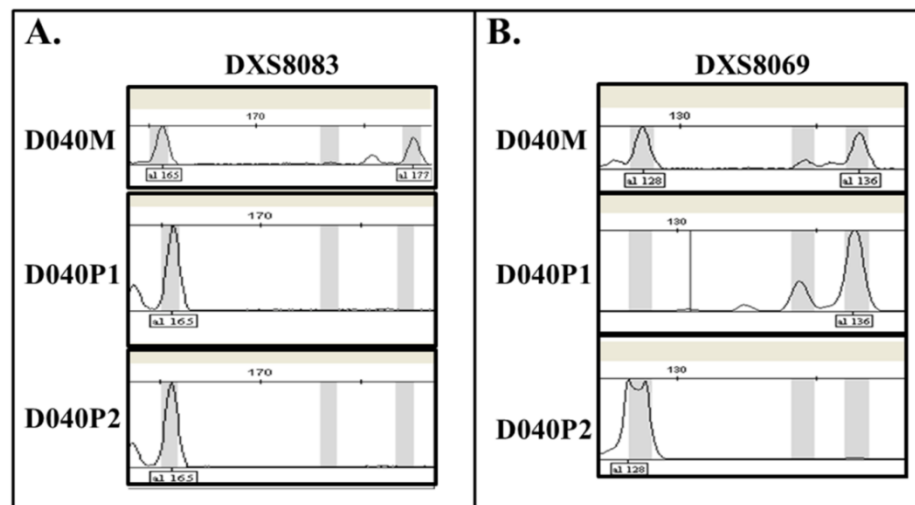 A.
DXS8083
D040M
170
al 165
al 177
D040P1
170
al 165
D040P2
170
al 165
B.
DXS8069
D040M
130
al 128
al 136
D040P1
130
al 136
D040P2
130
al 128